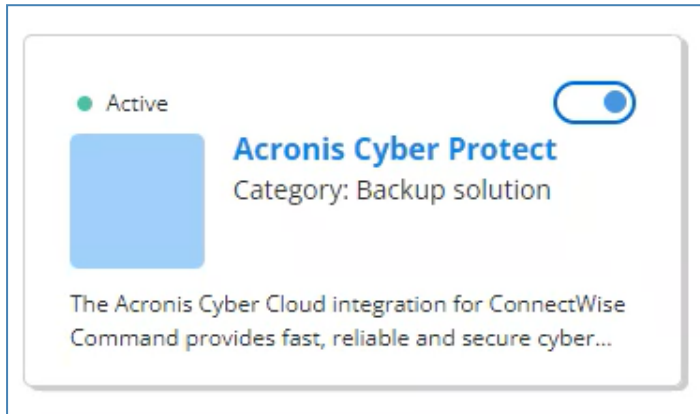 Active
Acronis Cyber Protect
Category: Backup solution
The Acronis Cyber Cloud integration for ConnectWise
Command provides fast, reliable and secure cyber...